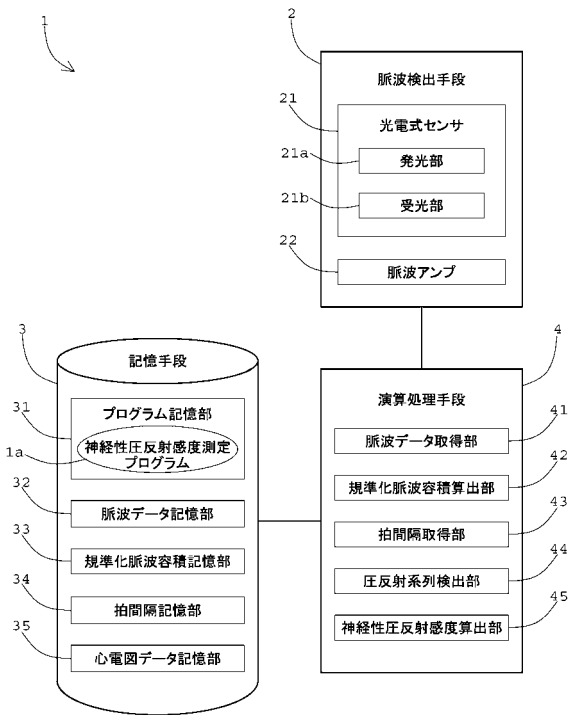 1
2
脈波検出手段
21
光電式センサ
21a
発光部
21b
受光部
22
脈波アンプ
3
記憶手段
31
プログラム記憶部
1a
神経性圧反射感度測定
プログラム
32
脈波データ記憶部
33
規準化脈波容積記憶部
34
拍間隔記憶部
35
心電図データ記憶部
4
演算処理手段
41
脈波データ取得部
42
規準化脈波容積算出部
43
拍間隔取得部
44
圧反射系列検出部
45
神経性圧反射感度算出部